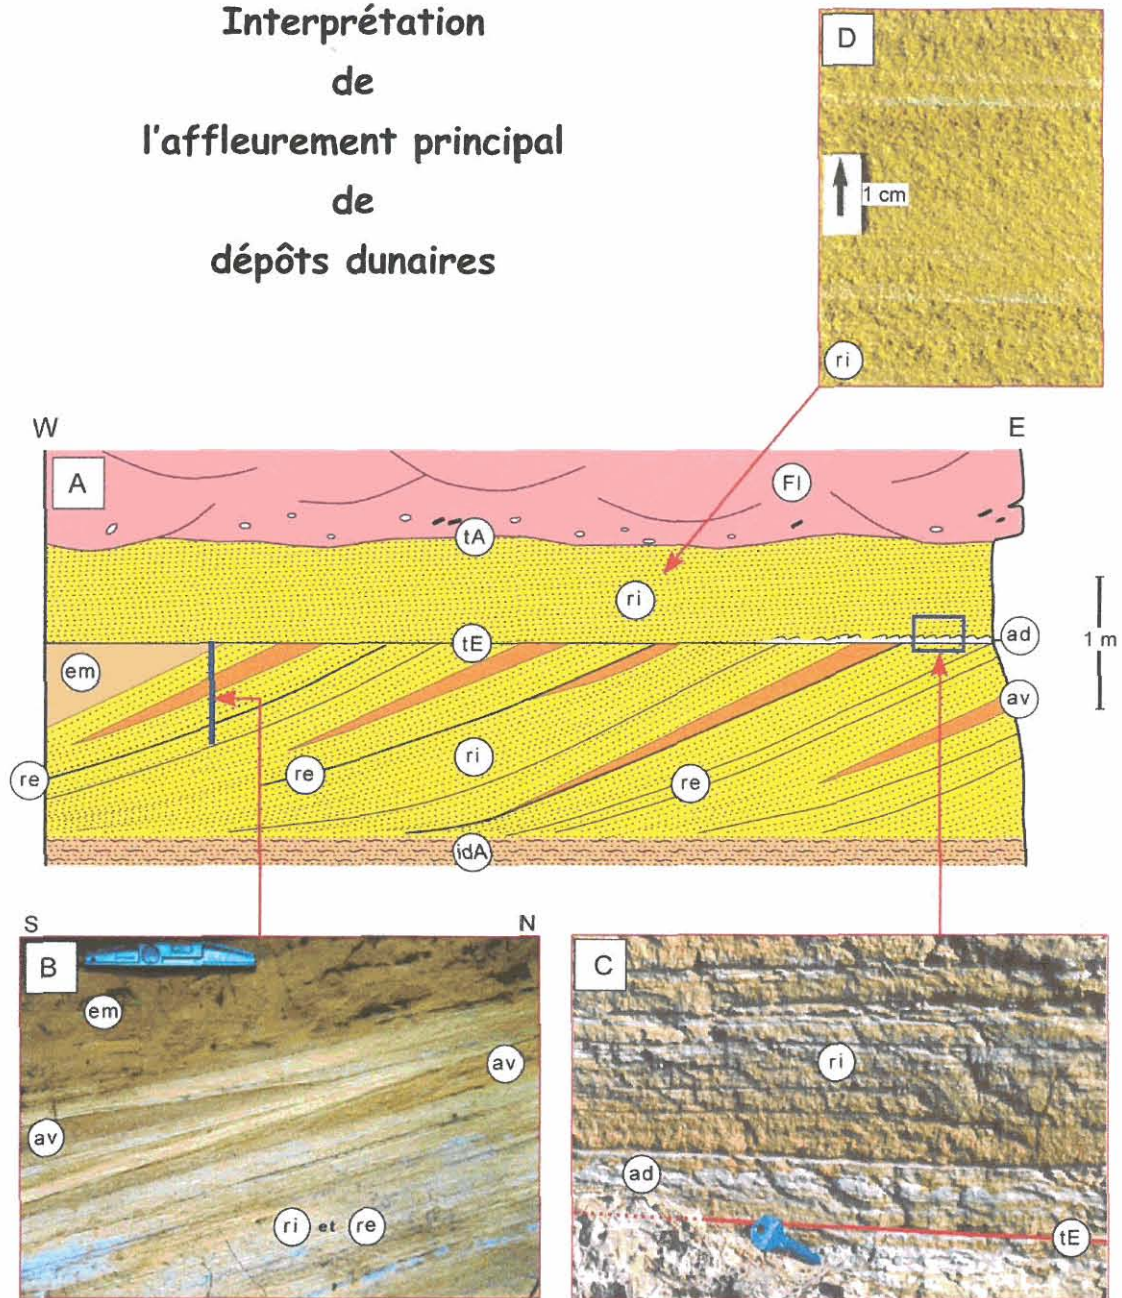 Interprétation
de
l'affleurement principal
de
dépôts dunaires
D
1 cm
ri
W
E
A
Fl
tA
ri
tE
ad
1 m
em
av
ri
re
re
re
idA
S
N
B
em
av
av
ri et re
C
ri
ad
tE